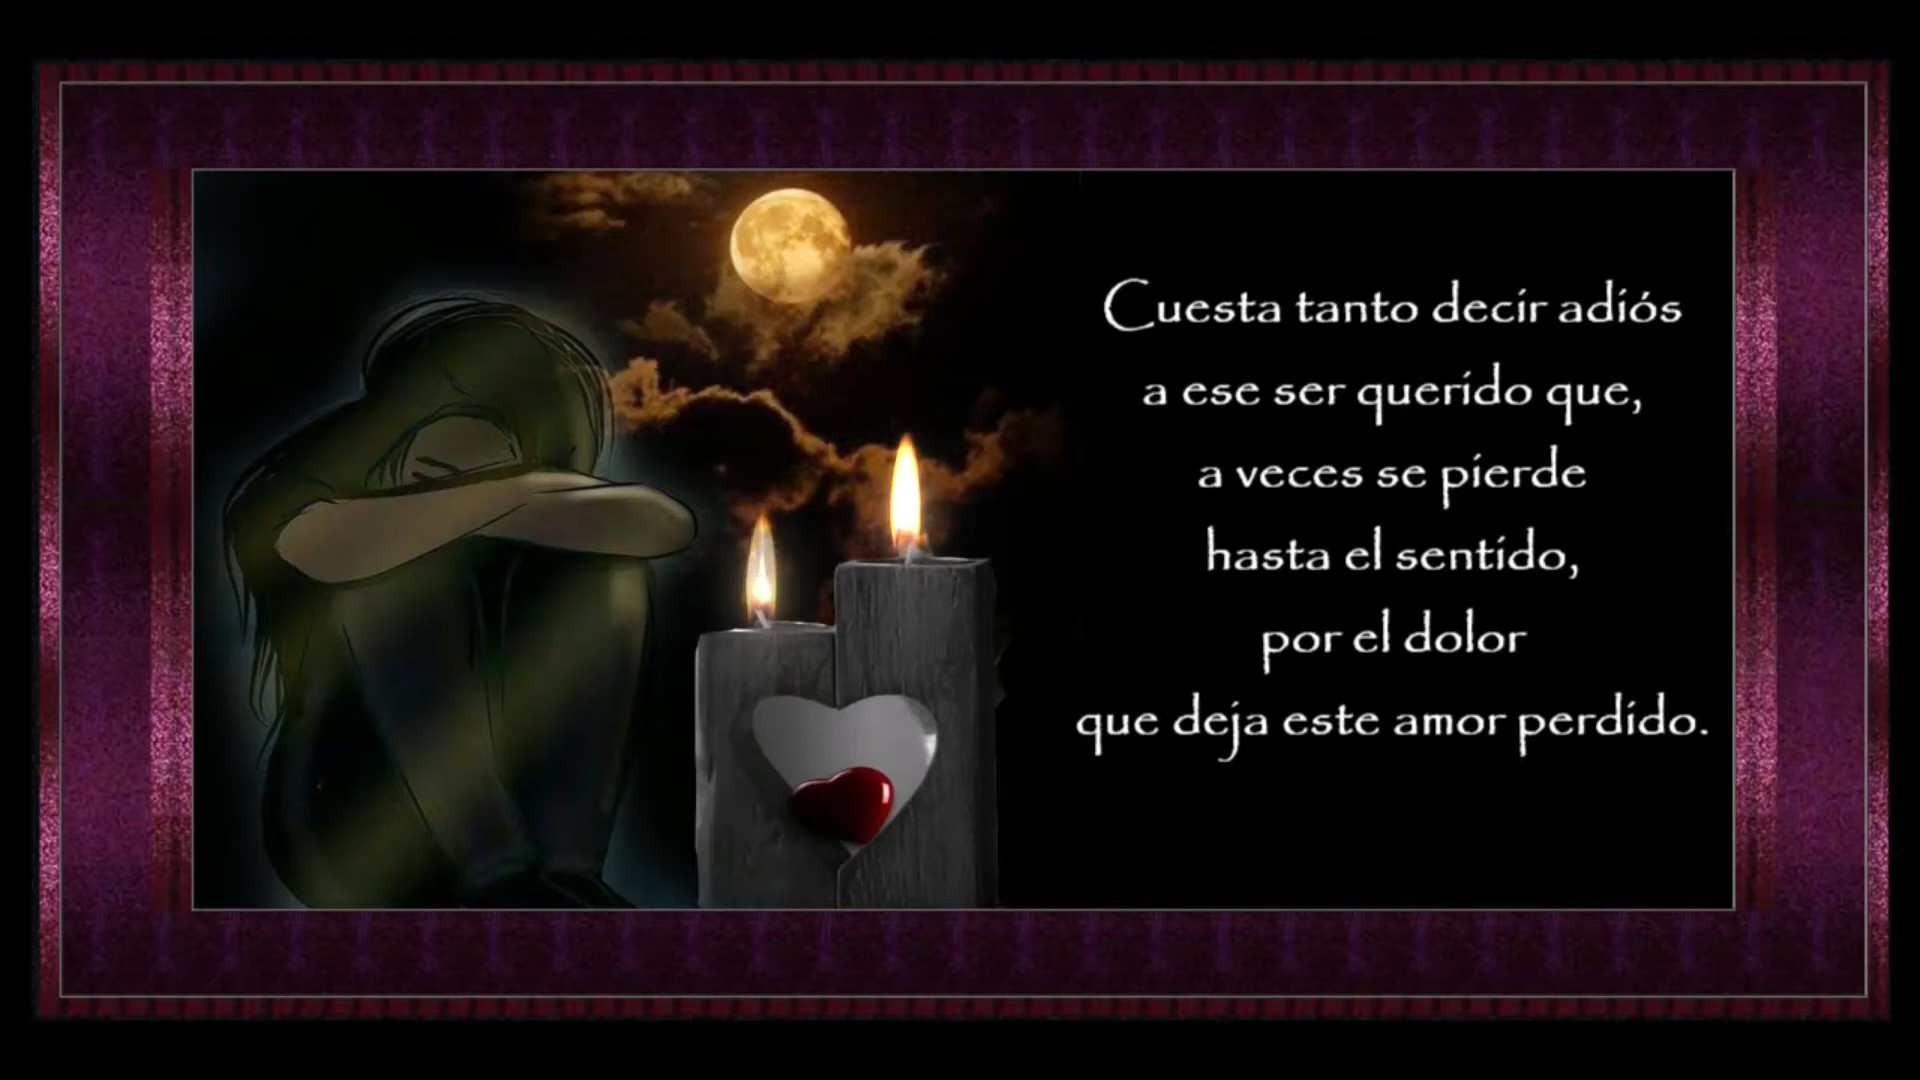 Cuesta tanto decir adiós
a ese ser querido que,
a veces se pierde
hasta el sentido,
por el dolor
que deja este amor perdido.